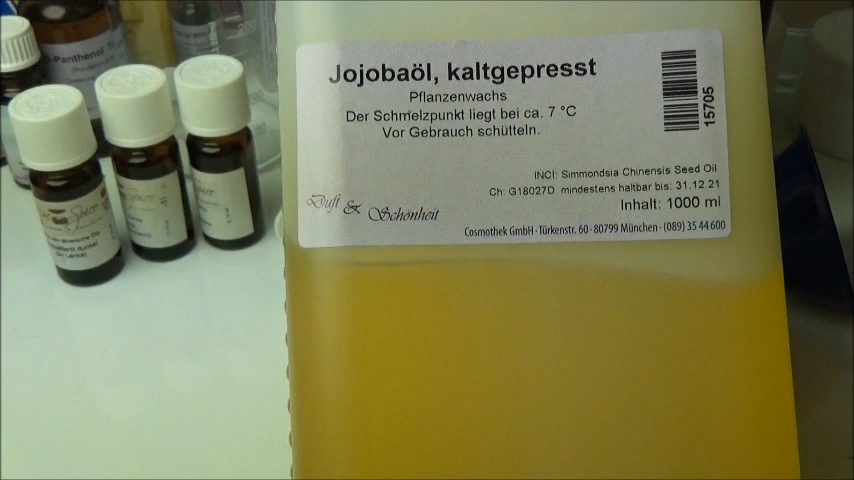 Jojobaöl, kaltgepresst
Pflanzenwachs
Der Schmelzpunkt liegt bei ca. 7 °C
Vor Gebrauch schütteln.
15705
INCI: Simmondsia Chinensis Seed Oil
Ch: G18027D mindestens haltbar bis: 31.12.21
Inhalt: 1000 ml
Duft & Schönheit
Cosmothek GmbH · Türkenstr. 60 · 80799 München · (089) 35 44 600
-Panthenol